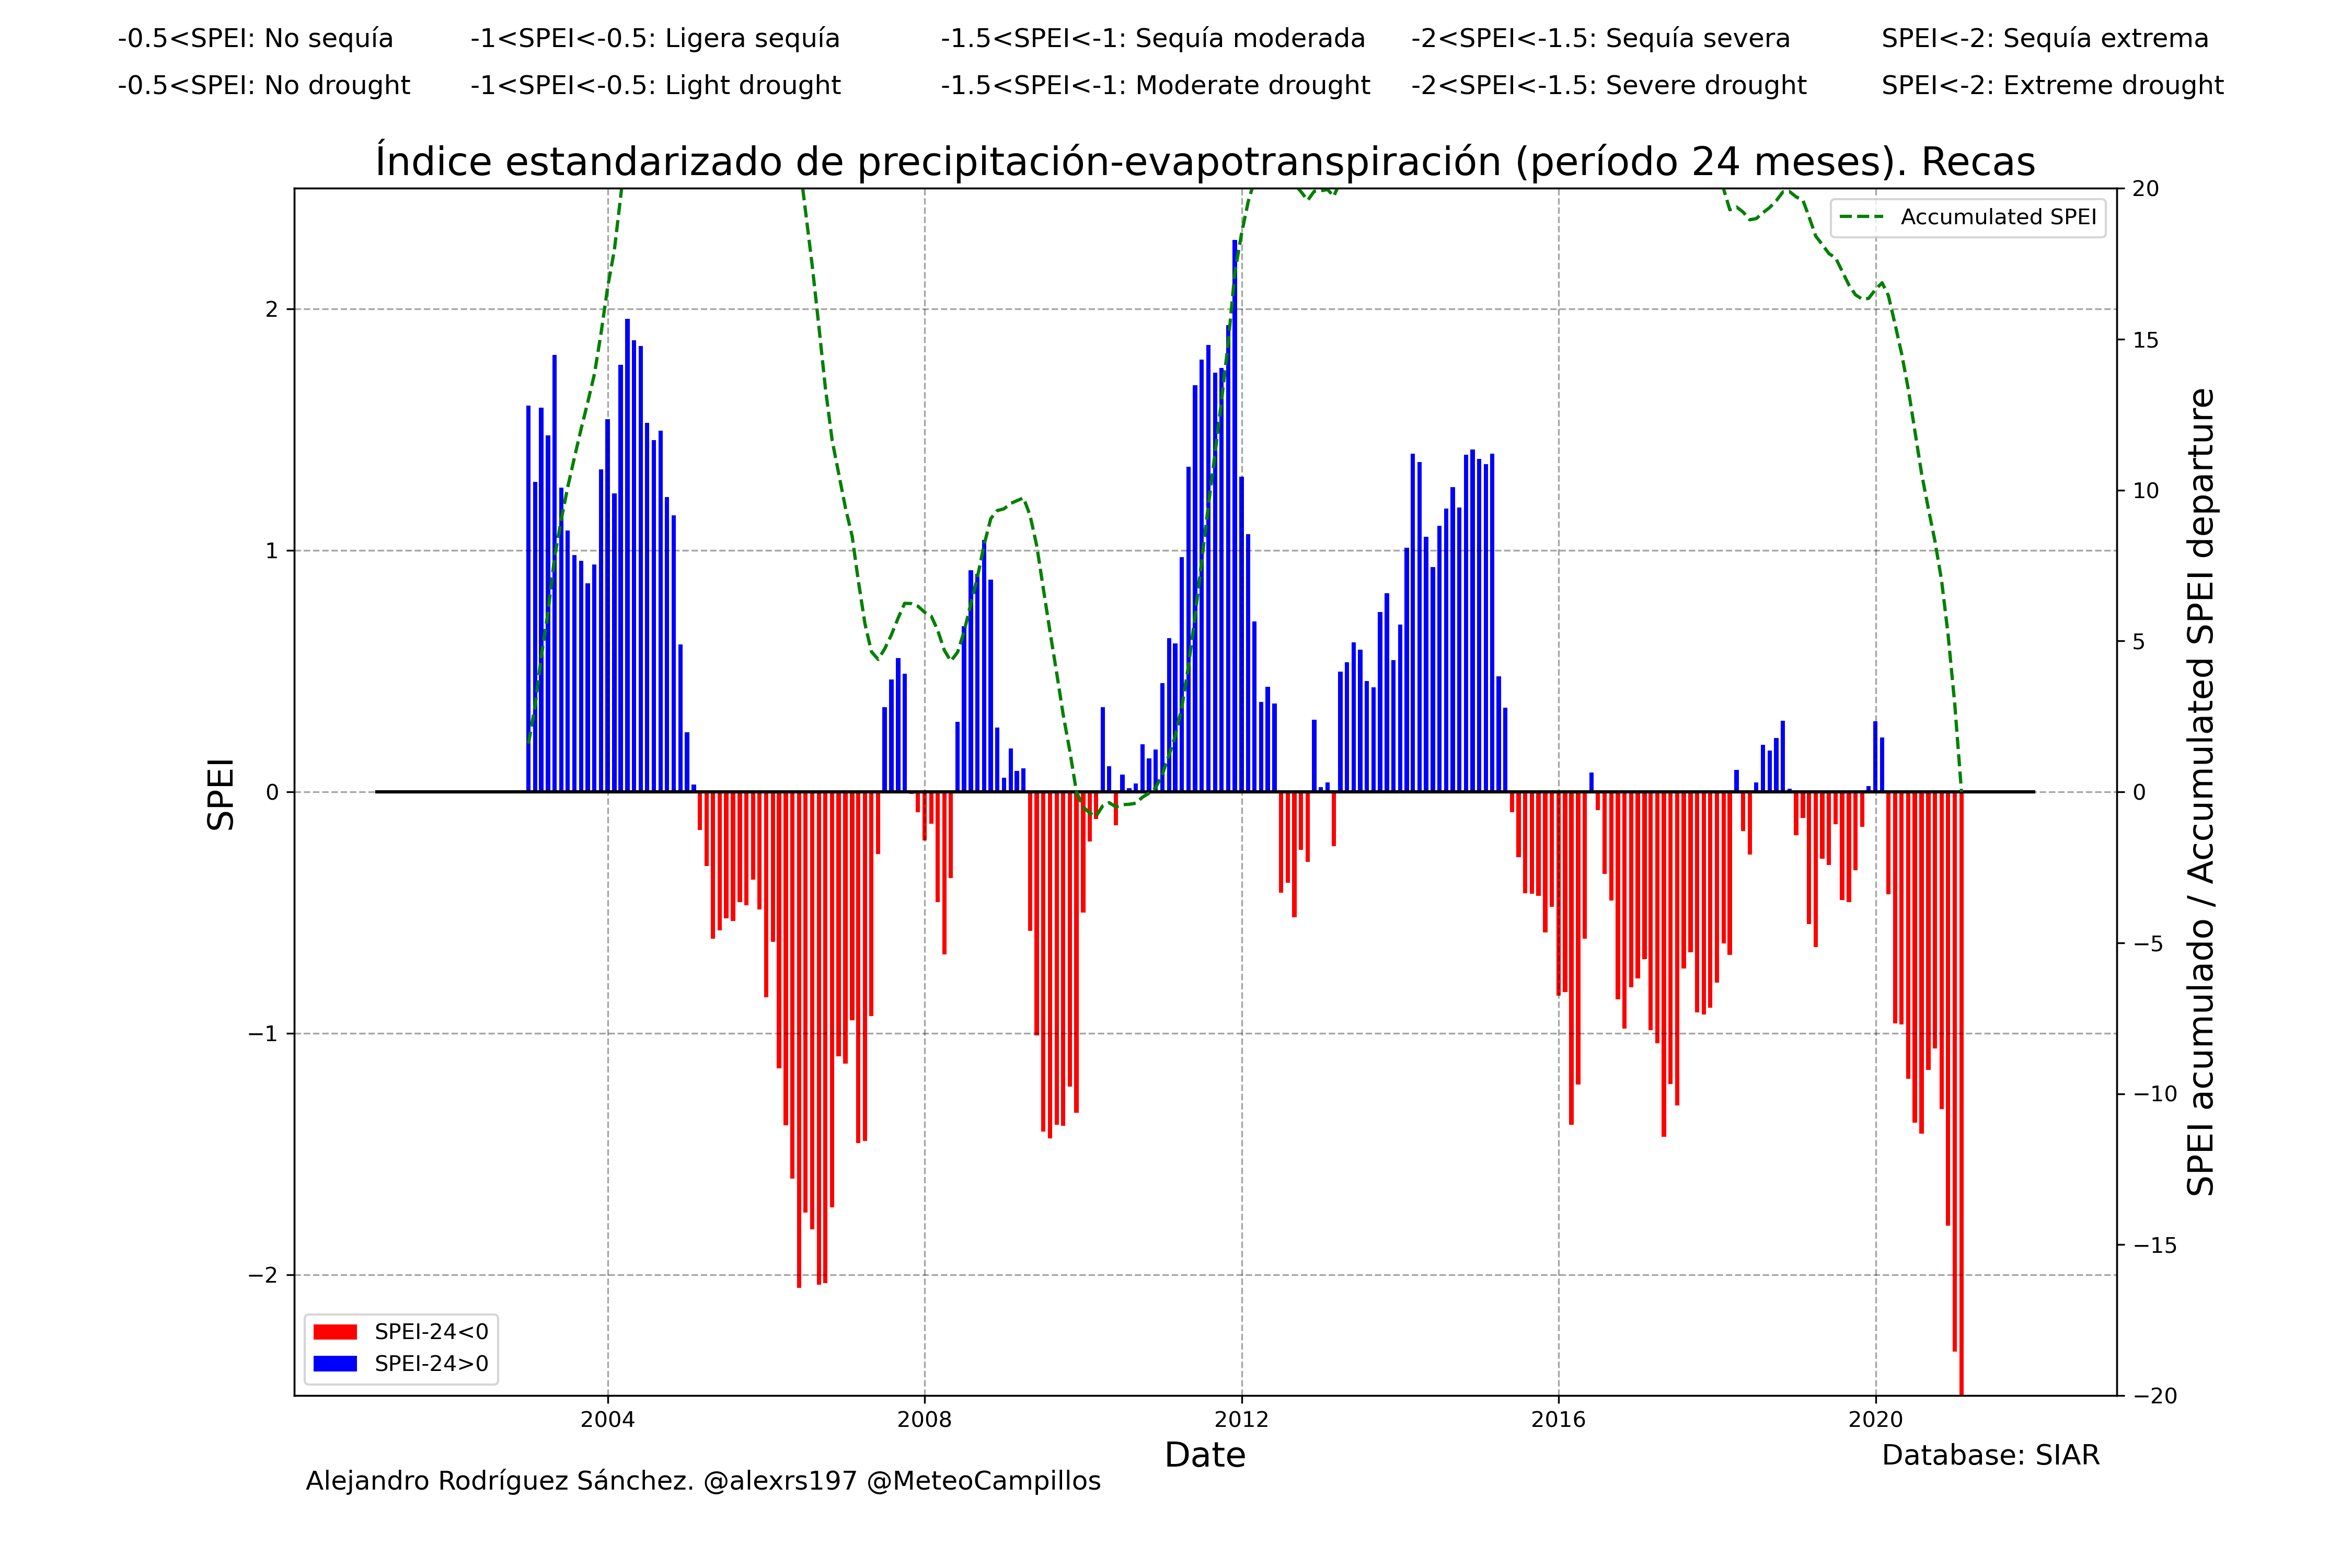 -0.5<SPEI: No sequía -1<SPEI<-0.5: Ligera sequía -1.5<SPEI<-1: Sequía moderada -2<SPEI<-1.5: Sequía severa SPEI<-2: Sequía extrema
-0.5<SPEI: No drought -1<SPEI<-0.5: Light drought -1.5<SPEI<-1: Moderate drought -2<SPEI<-1.5: Severe drought SPEI<-2: Extreme drought
Índice estandarizado de precipitación-evapotranspiración (período 24 meses). Recas
Accumulated SPEI
SPEI
2
1
0
−1
−2
20
15
10
5
0
−5
−10
−15
−20
SPEI acumulado / Accumulated SPEI departure
SPEI-24<0
SPEI-24>0
2004 2008 2012 2016 2020
Date
Database: SIAR
Alejandro Rodríguez Sánchez. @alexrs197 @MeteoCampillos